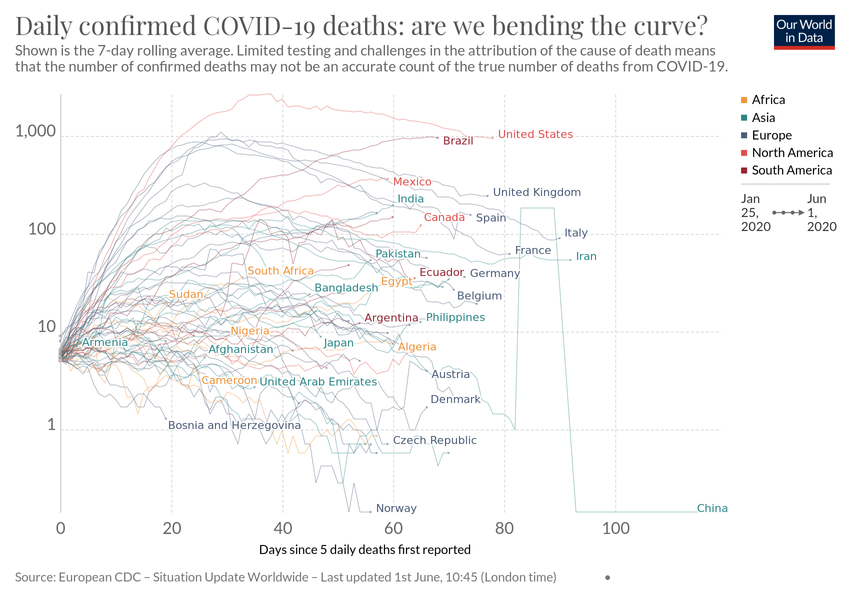 Daily confirmed COVID-19 deaths: are we bending the curve?
Shown is the 7-day rolling average. Limited testing and challenges in the attribution of the cause of death means
that the number of confirmed deaths may not be an accurate count of the true number of deaths from COVID-19.
Our World
in Data
Africa
Asia
Europe
North America
South America
Jan
25,
2020
Jun
1,
2020
1,000
100
10
1
United States
Brazil
Mexico
United Kingdom
India
Canada
Spain
Italy
France
Iran
Pakistan
South Africa
Ecuador
Germany
Egypt
Bangladesh
Sudan
Belgium
Argentina
Philippines
Nigeria
Armenia
Japan
Algeria
Afghanistan
Austria
Cameroon
United Arab Emirates
Denmark
Bosnia and Herzegovina
Czech Republic
Norway
China
0
20
40
60
80
100
Days since 5 daily deaths first reported
Source: European CDC – Situation Update Worldwide – Last updated 1st June, 10:45 (London time)